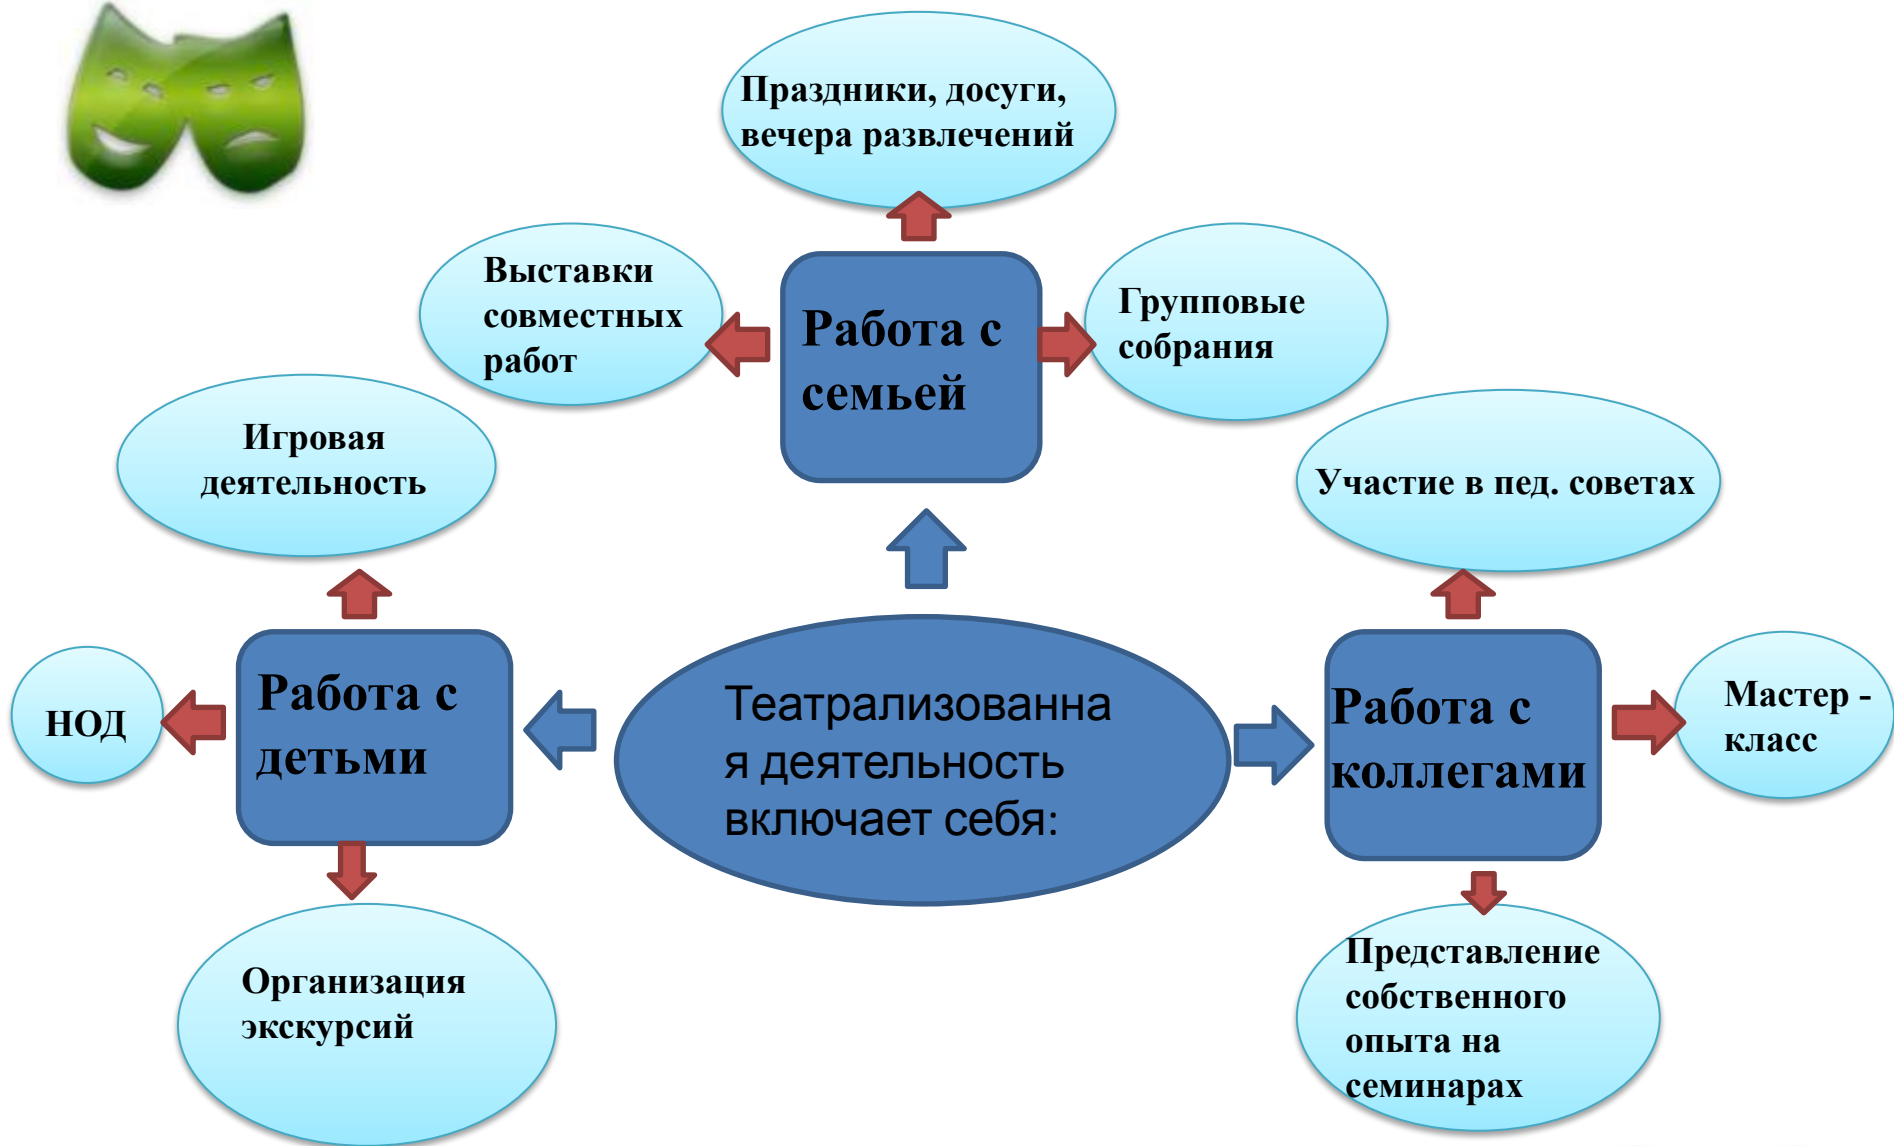 Праздники, досуги,
вечера развлечений
Выставки
совместных
работ
Работа с
семьей
Групповые
собрания
Игровая
деятельность
Участие в пед. советах
НОД
Работа с
детьми
Театрализованна
я деятельность
включает себя:
Работа с
коллегами
Мастер -
класс
Организация
экскурсий
Представление
собственного
опыта на
семинарах